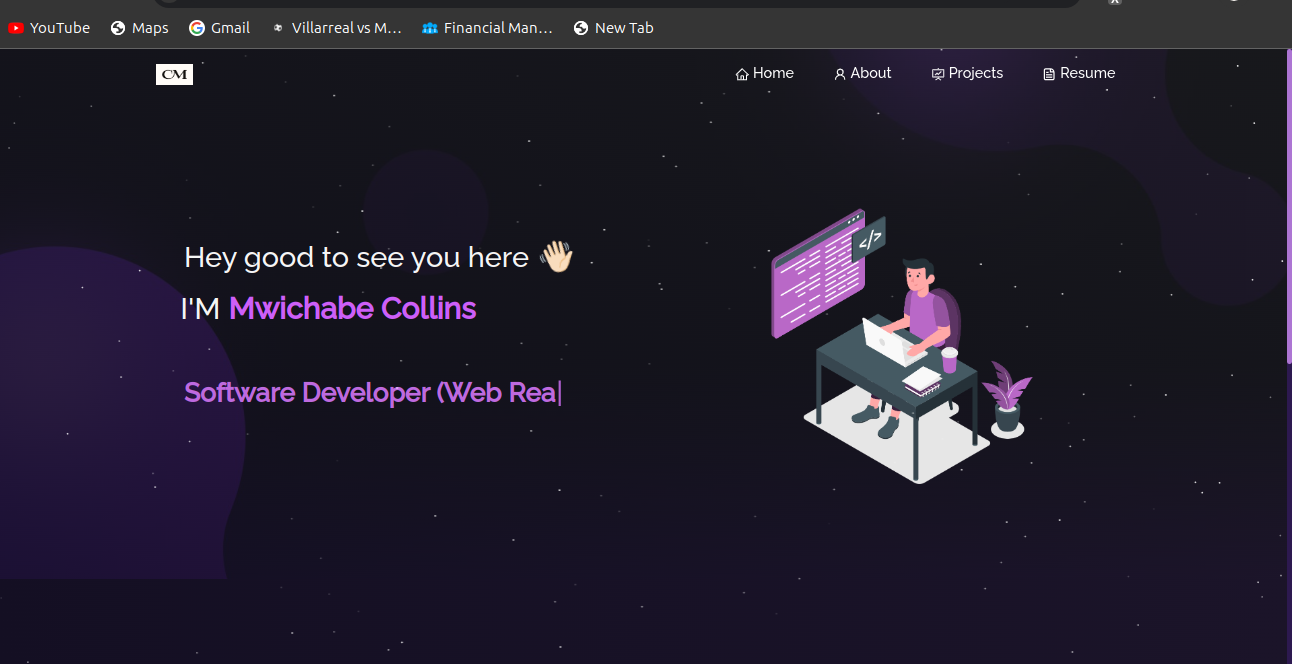 YouTube Maps Gmail Villarreal vs M... Financial Man... New Tab
CM Home About Projects Resume
</>
Hey good to see you here 👋🏻
I'M Mwichabe Collins
Software Developer (Web Rea|